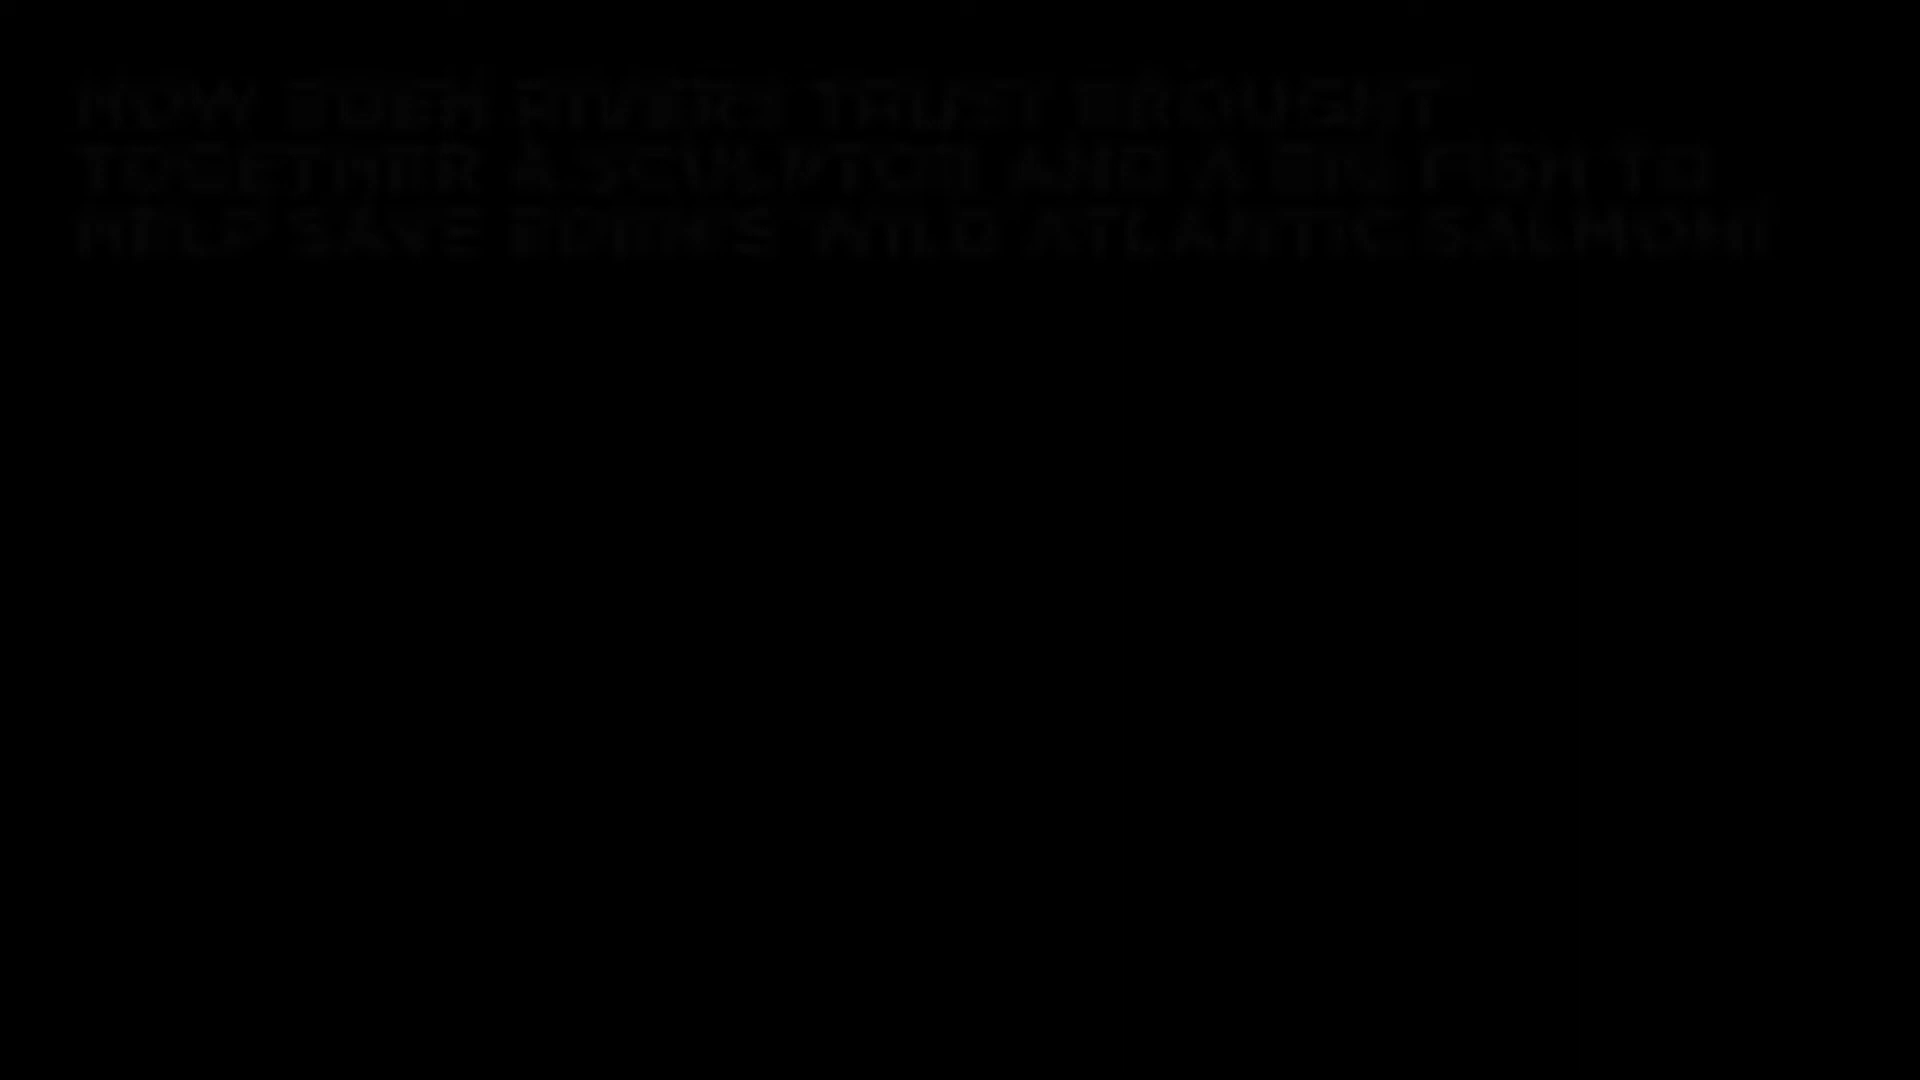 HOW EDEN RIVERS TRUST BROUGHT
TOGETHER A SCULPTOR AND A BIG FISH TO
HELP SAVE EDEN'S WILD ATLANTIC SALMON!